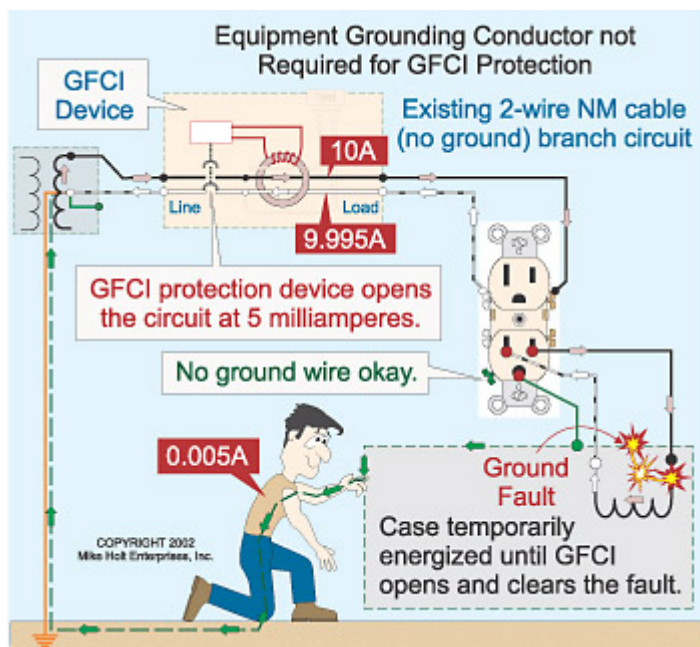 Equipment Grounding Conductor not
Required for GFCI Protection
GFCI
Device
Existing 2-wire NM cable
(no ground) branch circuit
10A
Line
Load
9.995A
GFCI protection device opens
the circuit at 5 milliamperes.
No ground wire okay.
0.005A
Ground
Fault
Case temporarily
energized until GFCI
opens and clears the fault.
COPYRIGHT 2002
Mike Holt Enterprises, Inc.